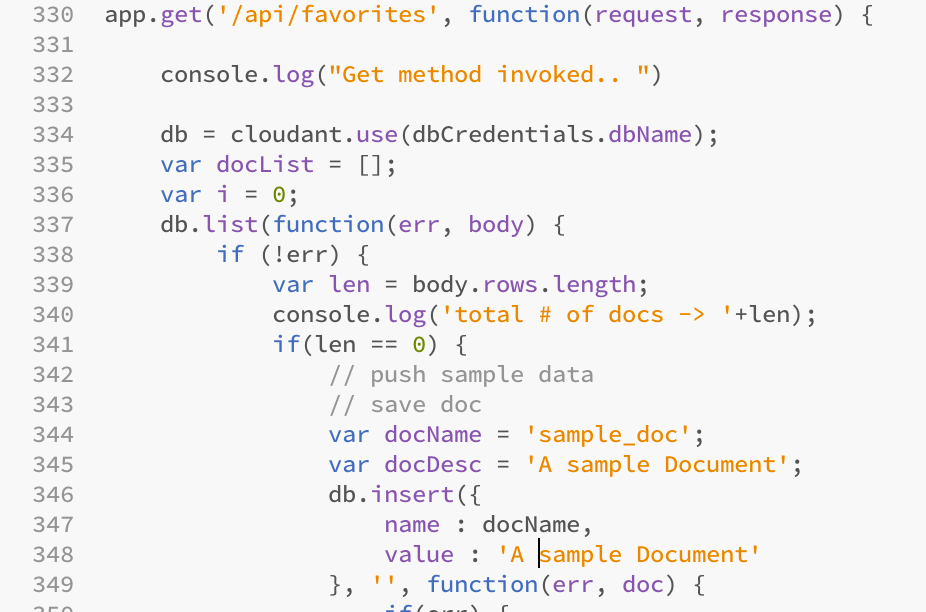 330 app.get('/api/favorites', function(request, response) {
331
332 console.log("Get method invoked.. ")
333
334 db = cloudant.use(dbCredentials.dbName);
335 var docList = [];
336 var i = 0;
337 db.list(function(err, body) {
338 if (!err) {
339 var len = body.rows.length;
340 console.log('total # of docs -> '+len);
341 if(len == 0) {
342 // push sample data
343 // save doc
344 var docName = 'sample_doc';
345 var docDesc = 'A sample Document';
346 db.insert({
347 name : docName,
348 value : 'A sample Document'
349 }, '', function(err, doc) {
350 if(err) {